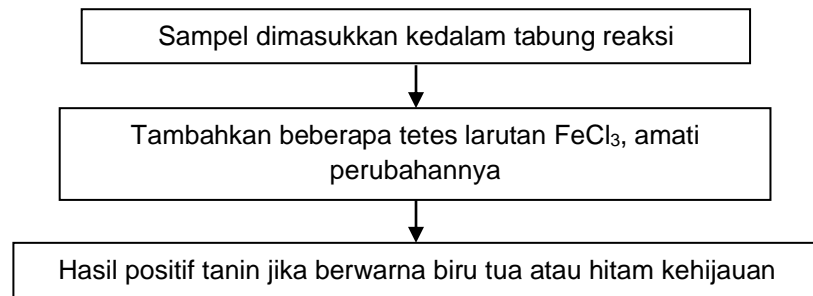 Sampel dimasukkan kedalam tabung reaksi
Tambahkan beberapa tetes larutan FeCl₃, amati
perubahannya
Hasil positif tanin jika berwarna biru tua atau hitam kehijauan